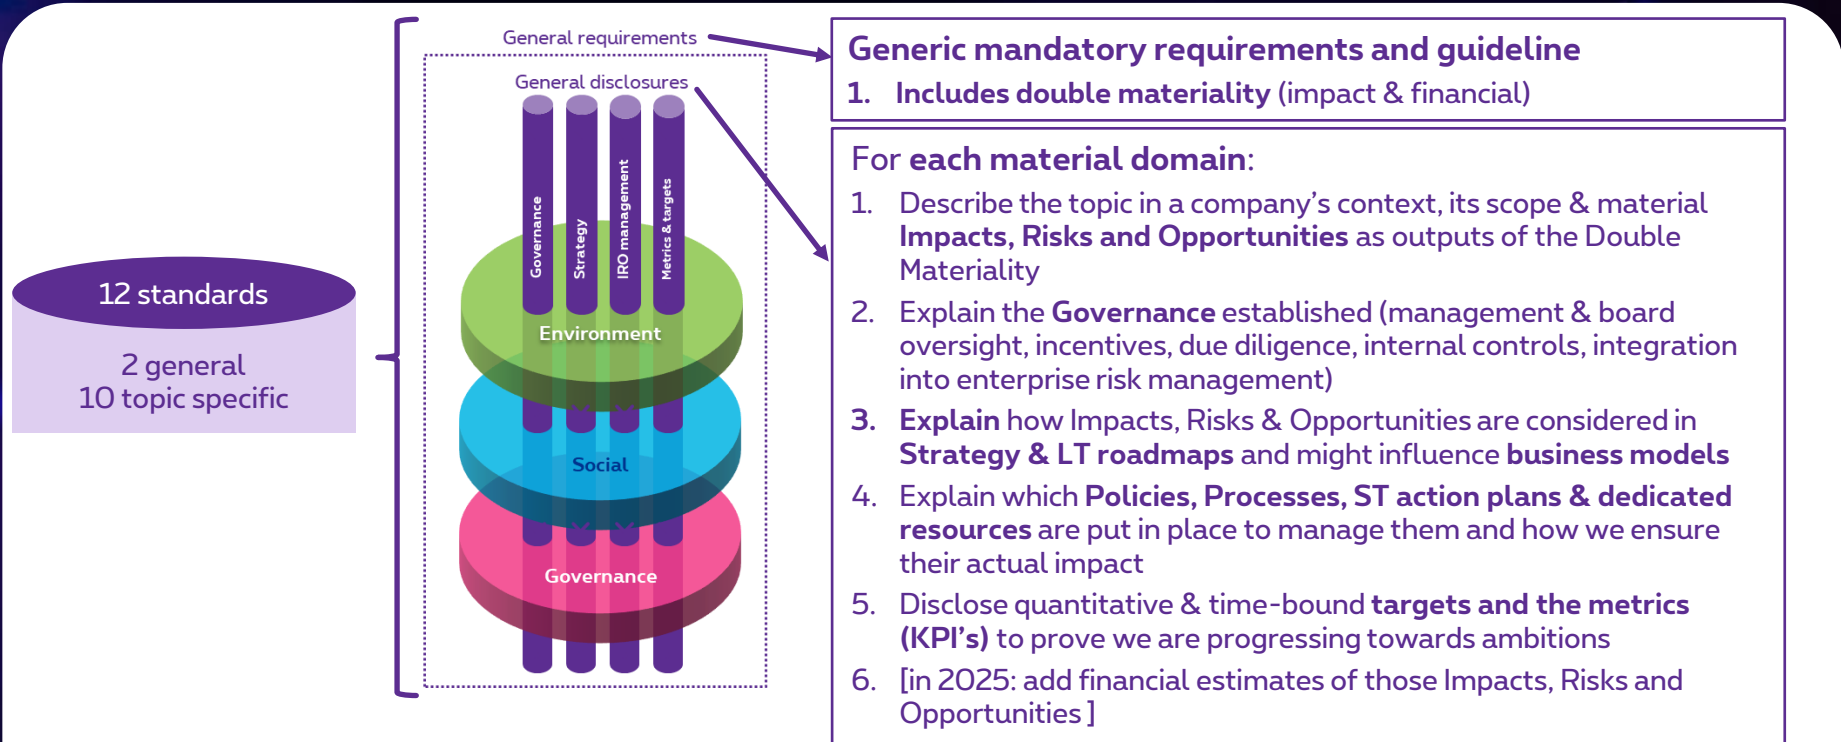 12 standards
2 general
10 topic specific
General requirements
General disclosures
Governance
Strategy
IRO management
Metrics & targets
Environment
Social
Governance
Generic mandatory requirements and guideline
1. Includes double materiality (impact & financial)
For each material domain:
1. Describe the topic in a company's context, its scope & material
Impacts, Risks and Opportunities as outputs of the Double
Materiality
2. Explain the Governance established (management & board
oversight, incentives, due diligence, internal controls, integration
into enterprise risk management)
3. Explain how Impacts, Risks & Opportunities are considered in
Strategy & LT roadmaps and might influence business models
4. Explain which Policies, Processes, ST action plans & dedicated
resources are put in place to manage them and how we ensure
their actual impact
5. Disclose quantitative & time-bound targets and the metrics
(KPI's) to prove we are progressing towards ambitions
6. [in 2025: add financial estimates of those Impacts, Risks and
Opportunities ]